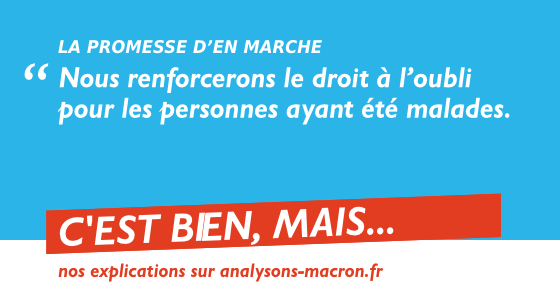 LA PROMESSE D’EN MARCHE
“ Nous renforcerons le droit à l’oubli
pour les personnes ayant été malades.
C'EST BIEN, MAIS...
nos explications sur analysons-macron.fr